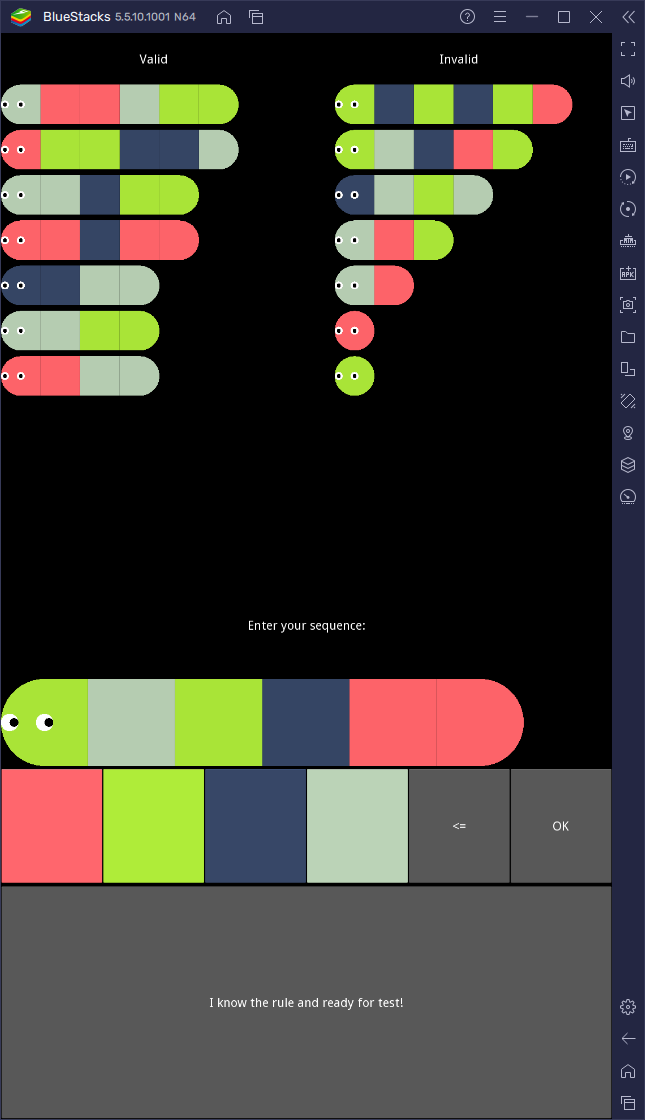 BlueStacks 5.5.10.1001 N64
Valid Invalid
Enter your sequence:
<= OK
I know the rule and ready for test!